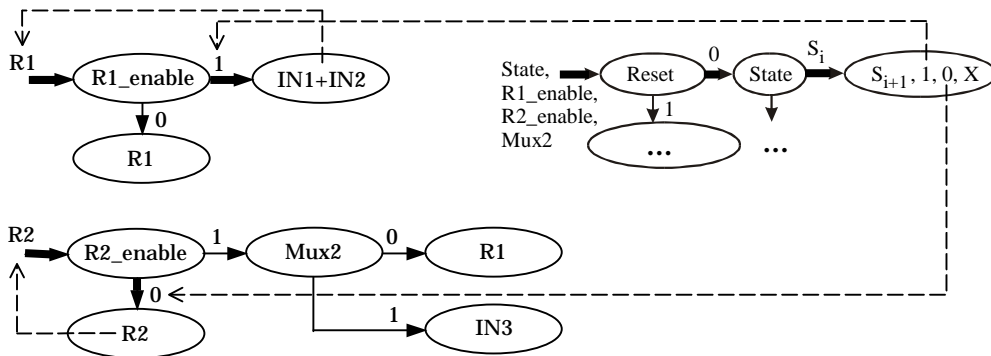 R1
R1_enable
1
IN1+IN2
0
R1
State,
R1_enable,
R2_enable,
Mux2
Reset
0
State
Si
Si+1, 1, 0, X
1
...
...
R2
R2_enable
1
Mux2
0
R1
0
R2
1
IN3